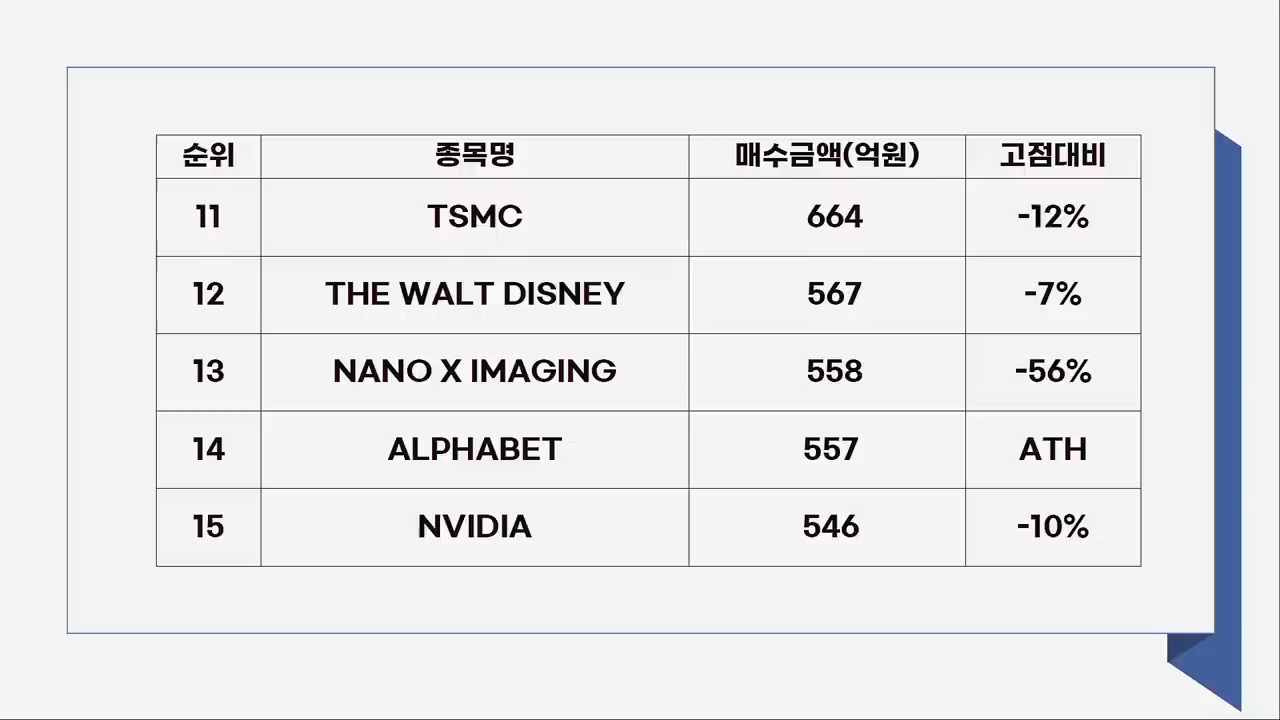 순위 종목명 매수금액(억원) 고점대비
11 TSMC 664 -12%
12 THE WALT DISNEY 567 -7%
13 NANO X IMAGING 558 -56%
14 ALPHABET 557 ATH
15 NVIDIA 546 -10%